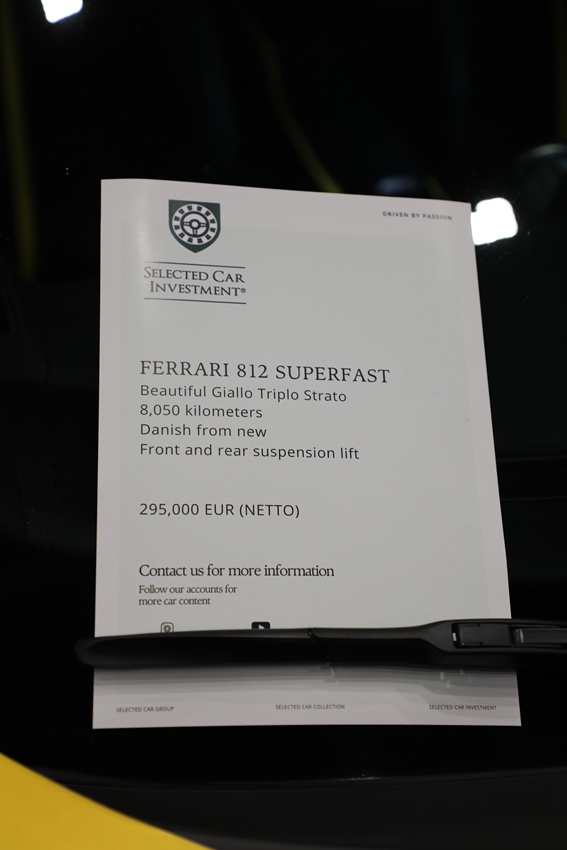 DRIVEN BY PASSION
SELECTED CAR
INVESTMENT®
FERRARI 812 SUPERFAST
Beautiful Giallo Triplo Strato
8,050 kilometers
Danish from new
Front and rear suspension lift
295,000 EUR (NETTO)
Contact us for more information
Follow our accounts for
more car content
SELECTED CAR GROUP
SELECTED CAR COLLECTION
SELECTED CAR INVESTMENT